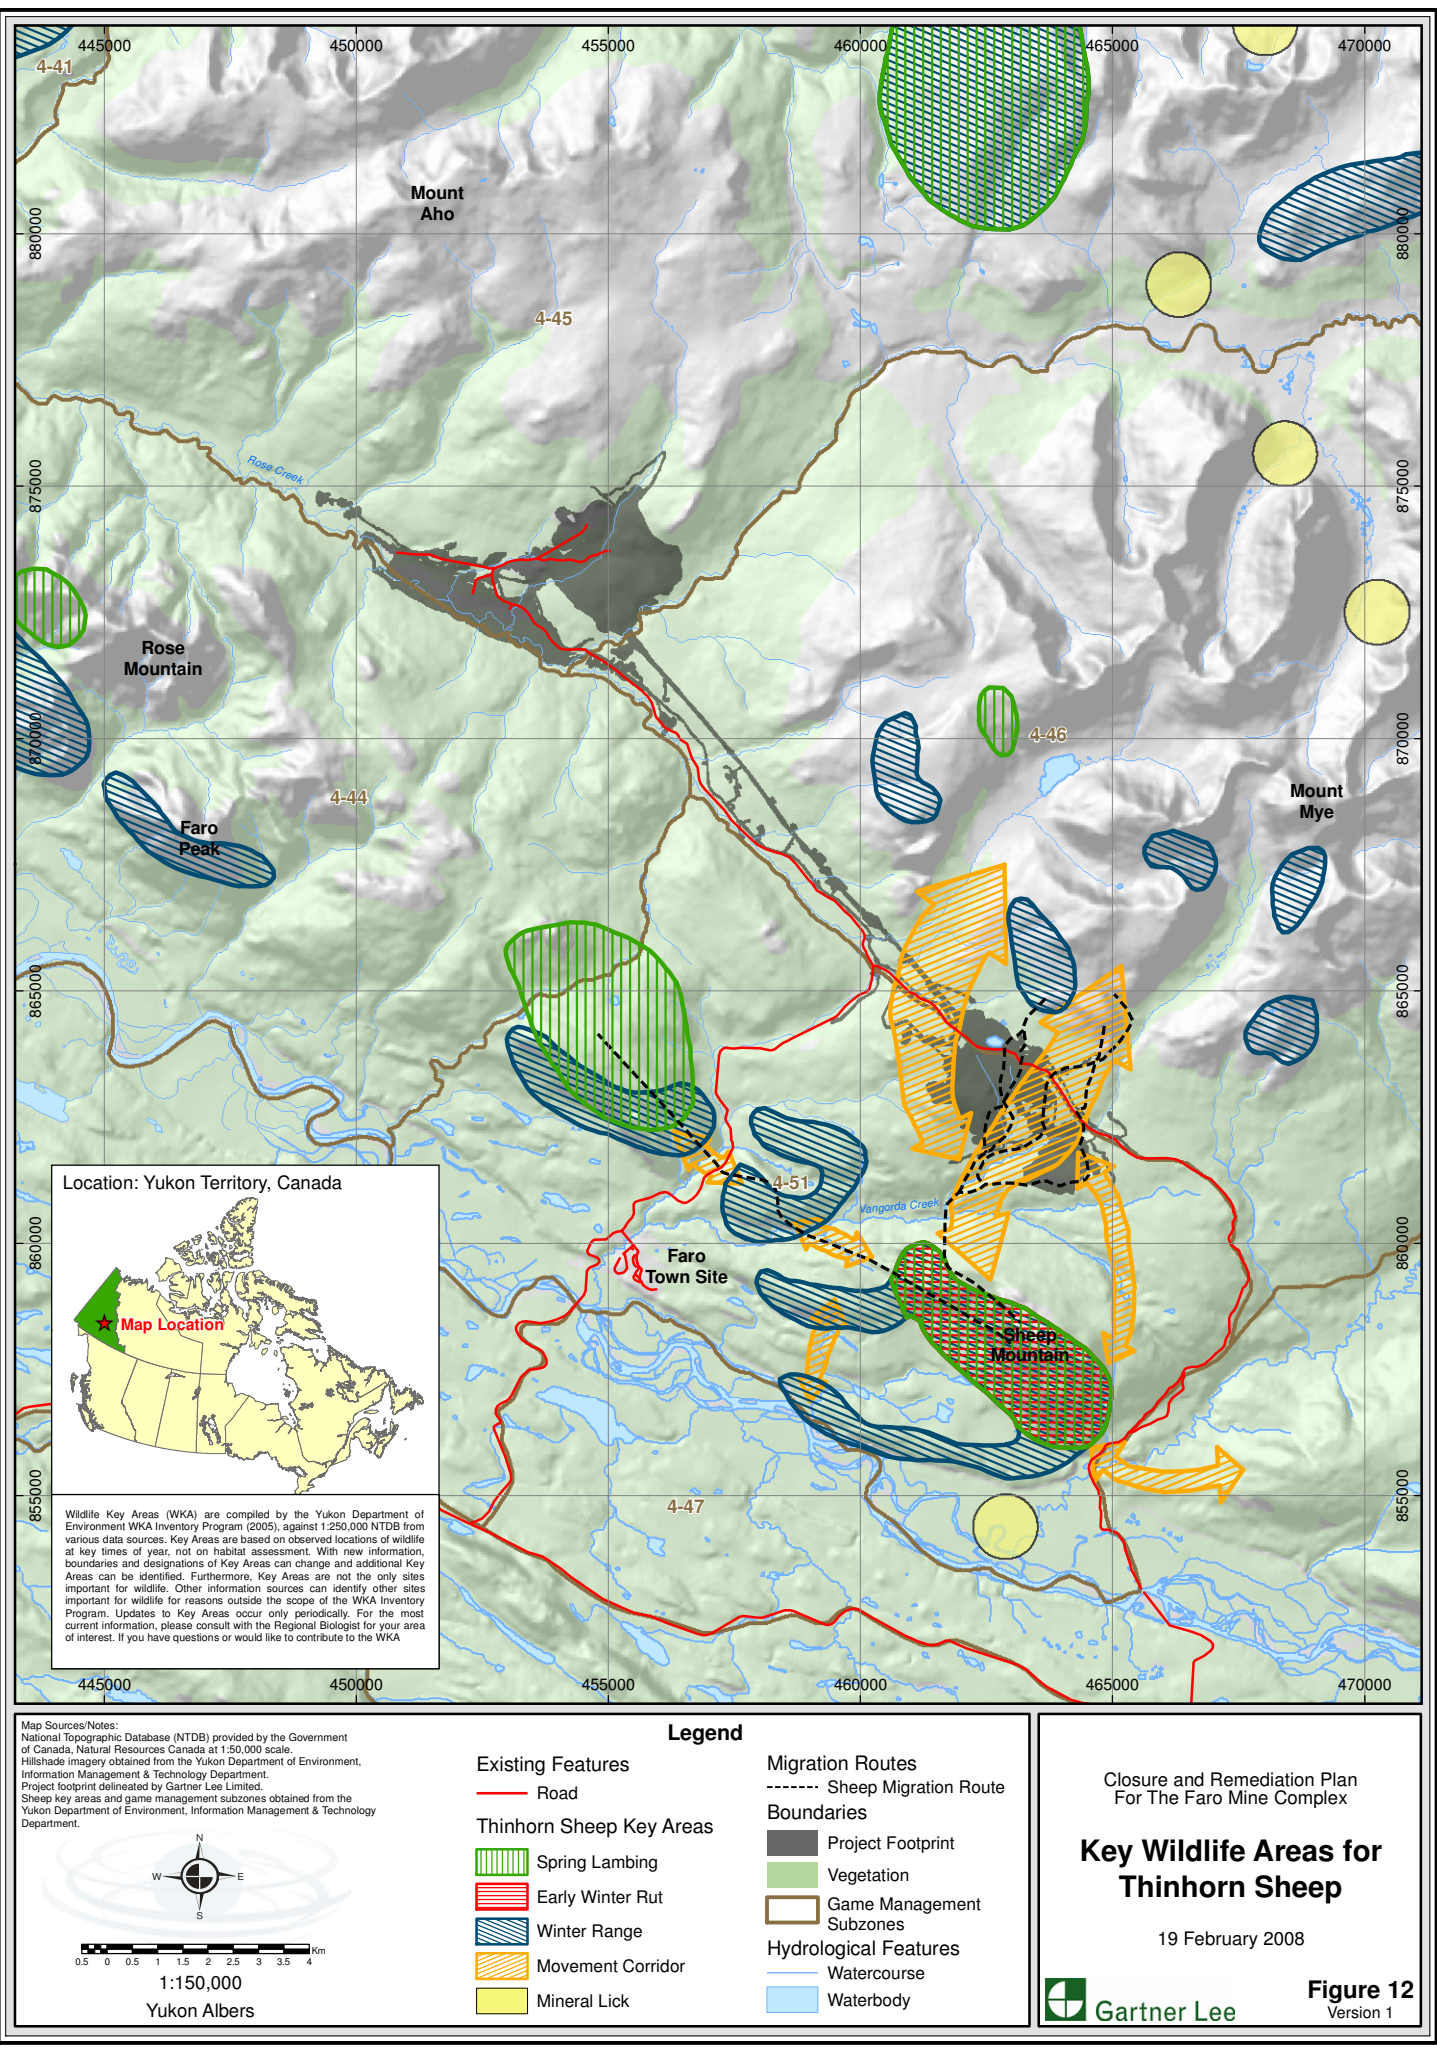 445000
450000
455000
460000
465000
470000
4-41
Mount
Aho
880000
880000
4-45
Rose Creek
875000
875000
Rose
Mountain
870000
870000
4-46
4-44
Mount
Mye
Faro
Peak
865000
865000
4-51
Vangorda Creek
860000
860000
Faro
Town Site
Sheep
Mountain
855000
855000
4-47
Location: Yukon Territory, Canada
Map Location
Wildlife Key Areas (WKA) are compiled by the Yukon Department of
Environment WKA Inventory Program (2005), against 1:250,000 NTDB from
various data sources. Key Areas are based on observed locations of wildlife
at key times of year, not on habitat assessment. With new information,
boundaries and designations of Key Areas can change and additional Key
Areas can be identified. Furthermore, Key Areas are not the only sites
important for wildlife. Other information sources can identify other sites
important for wildlife for reasons outside the scope of the WKA Inventory
Program. Updates to Key Areas occur only periodically. For the most
current information, please consult with the Regional Biologist for your area
of interest. If you have questions or would like to contribute to the WKA
445000
450000
455000
460000
465000
470000
Map Sources/Notes:
National Topographic Database (NTDB) provided by the Government
of Canada, Natural Resources Canada at 1:50,000 scale.
Hillshade imagery obtained from the Yukon Department of Environment,
Information Management & Technology Department.
Project footprint delineated by Gartner Lee Limited.
Sheep key areas and game management subzones obtained from the
Yukon Department of Environment, Information Management & Technology
Department.
N
W
E
S
0.5 0 0.5 1 1.5 2 2.5 3 3.5 4
Km
1:150,000
Yukon Albers
Legend
Existing Features
Road
Thinhorn Sheep Key Areas
Spring Lambing
Early Winter Rut
Winter Range
Movement Corridor
Mineral Lick
Migration Routes
Sheep Migration Route
Boundaries
Project Footprint
Vegetation
Game Management
Subzones
Hydrological Features
Watercourse
Waterbody
Closure and Remediation Plan
For The Faro Mine Complex
Key Wildlife Areas for
Thinhorn Sheep
19 February 2008
Gartner Lee
Figure 12
Version 1